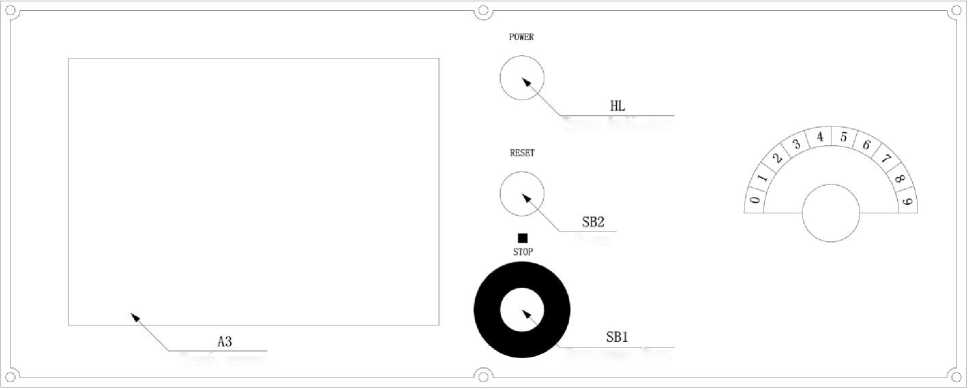 POWER
HL
RESET
SB2
STOP
SB1
A3
0 1 2 3 4 5 6 7 8 9